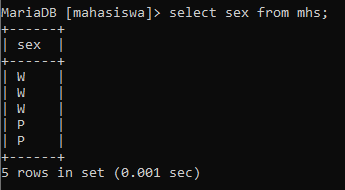 MariaDB [mahasiswa]> select sex from mhs;
+------+
| sex  |
+------+
| W    |
| W    |
| W    |
| P    |
| P    |
+------+
5 rows in set (0.001 sec)